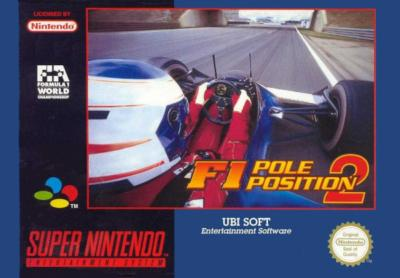 LICENSED BY
Nintendo
FIA
FORMULA 1
WORLD
CHAMPIONSHIP
F1 POLE
POSITION 2
TM
UBI SOFT
Entertainment Software
SUPER NINTENDO
ENTERTAINMENT SYSTEM
Original
Nintendo
Seal of Quality